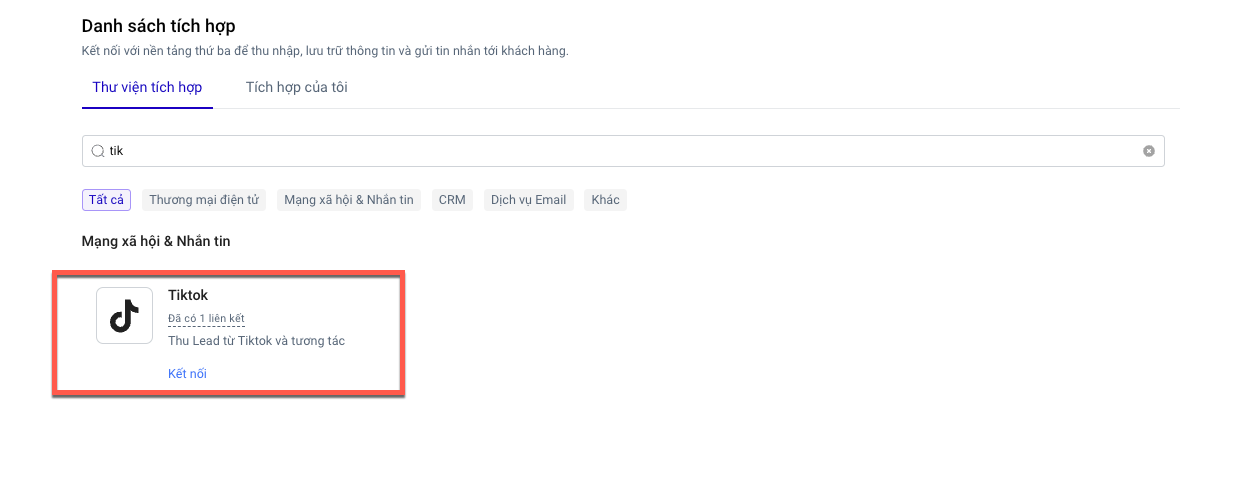 Danh sách tích hợp
Kết nối với nền tảng thứ ba để thu nhập, lưu trữ thông tin và gửi tin nhắn tới khách hàng.
Thư viện tích hợp Tích hợp của tôi
tik
Tất cả Thương mại điện tử Mạng xã hội & Nhắn tin CRM Dịch vụ Email Khác
Mạng xã hội & Nhắn tin
Tiktok
Đã có 1 liên kết
Thu Lead từ Tiktok và tương tác
Kết nối